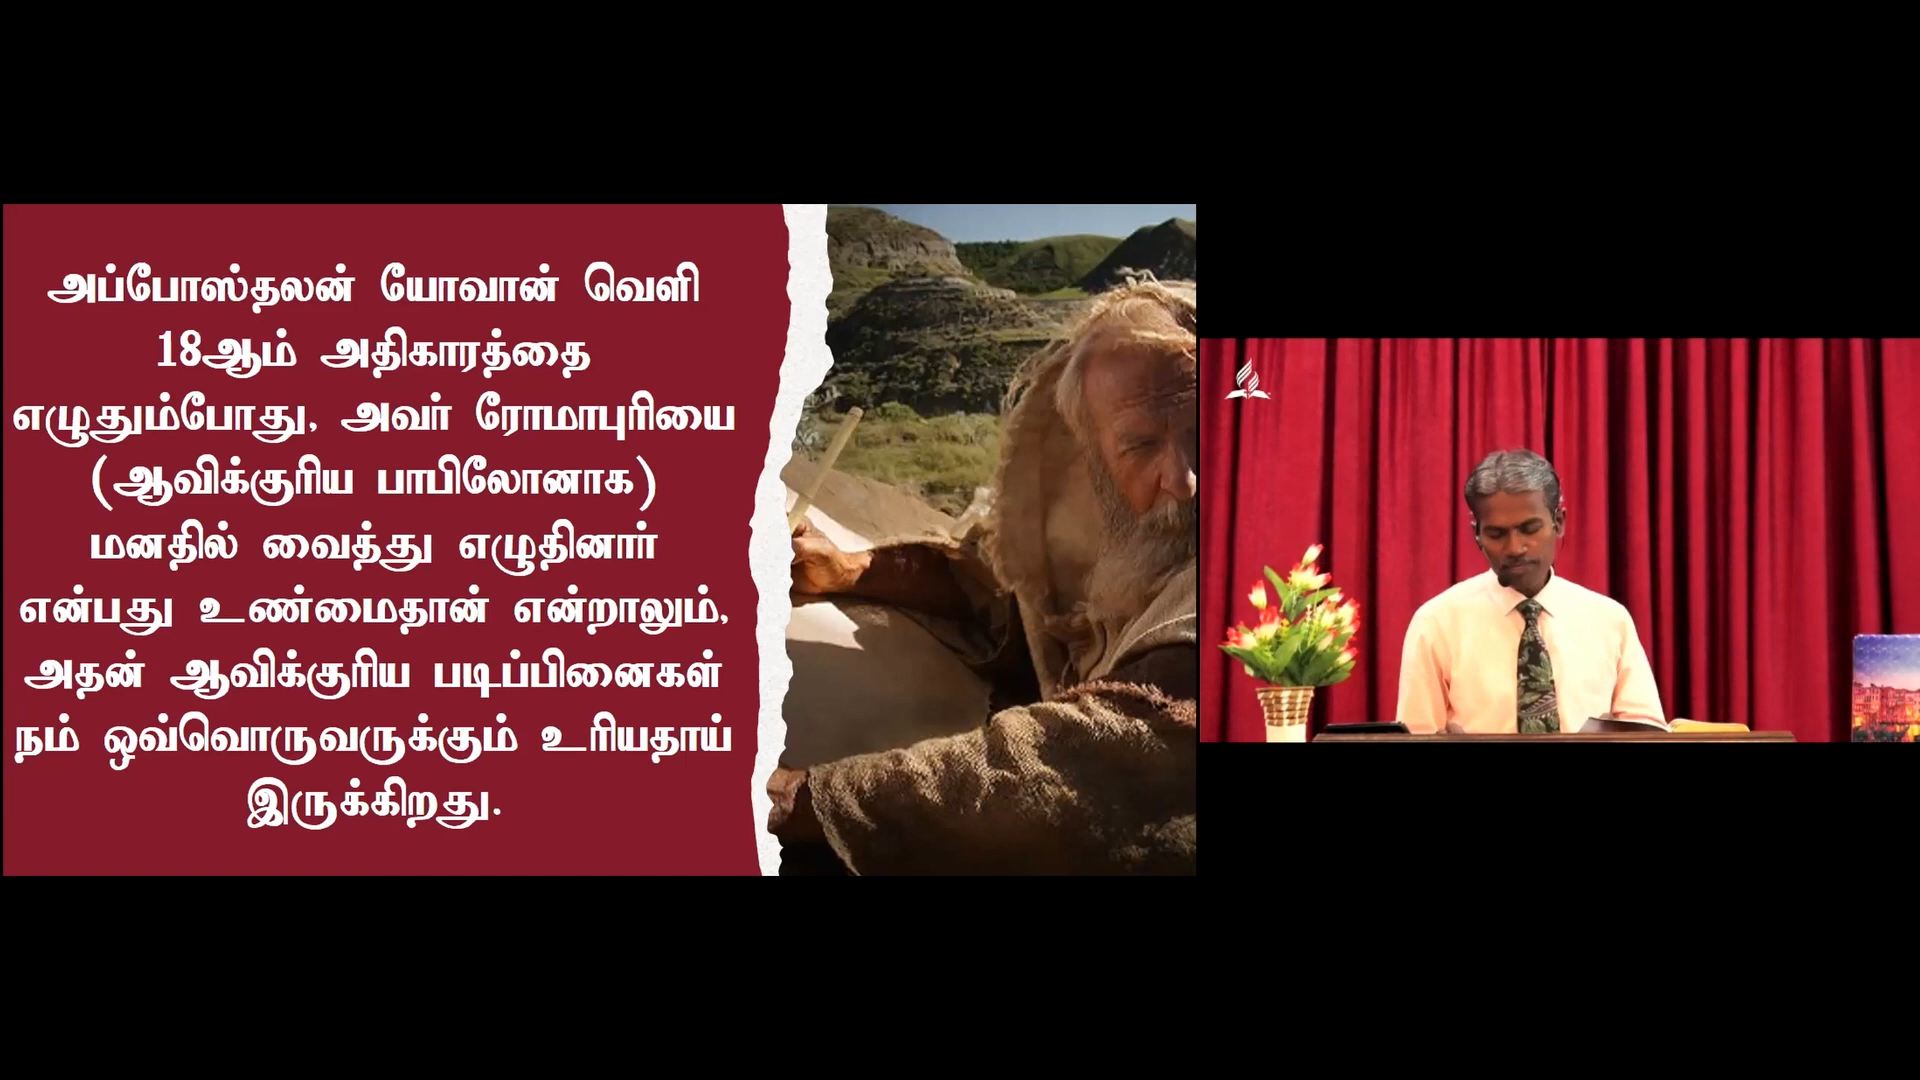 அப்போஸ்தலன் யோவான் வெளி
18ஆம் அதிகாரத்தை
எழுதும்போது, அவர் ரோமாபுரியை
(ஆவிக்குரிய பாபிலோனாக)
மனதில் வைத்து எழுதினார்
என்பது உண்மைதான் என்றாலும்,
அதன் ஆவிக்குரிய படிப்பினைகள்
நம் ஒவ்வொருவருக்கும் உரியதாய்
இருக்கிறது.